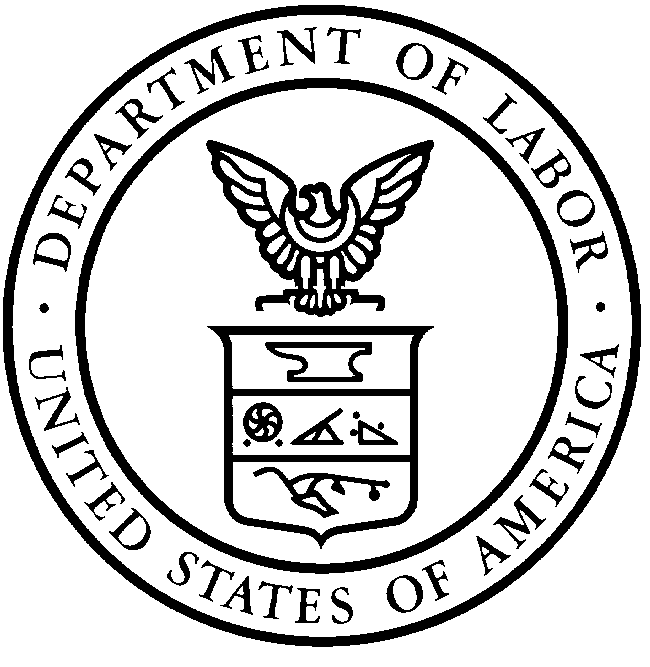 DEPARTMENT OF LABOR
UNITED STATES OF AMERICA